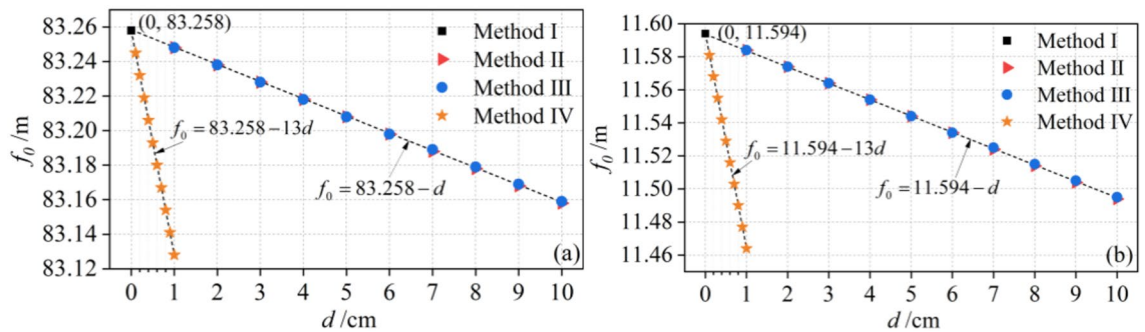 83.26
83.24
83.22
83.20
83.18
83.16
83.14
83.12
f₀/m
(0, 83.258)
Method I
Method II
Method III
Method IV
f₀=83.258−13d
f₀=83.258−d
(a)
0 1 2 3 4 5 6 7 8 9 10
d /cm
11.60
11.58
11.56
11.54
11.52
11.50
11.48
11.46
f₀/m
(0, 11.594)
Method I
Method II
Method III
Method IV
f₀=11.594−13d
f₀=11.594−d
(b)
0 1 2 3 4 5 6 7 8 9 10
d /cm